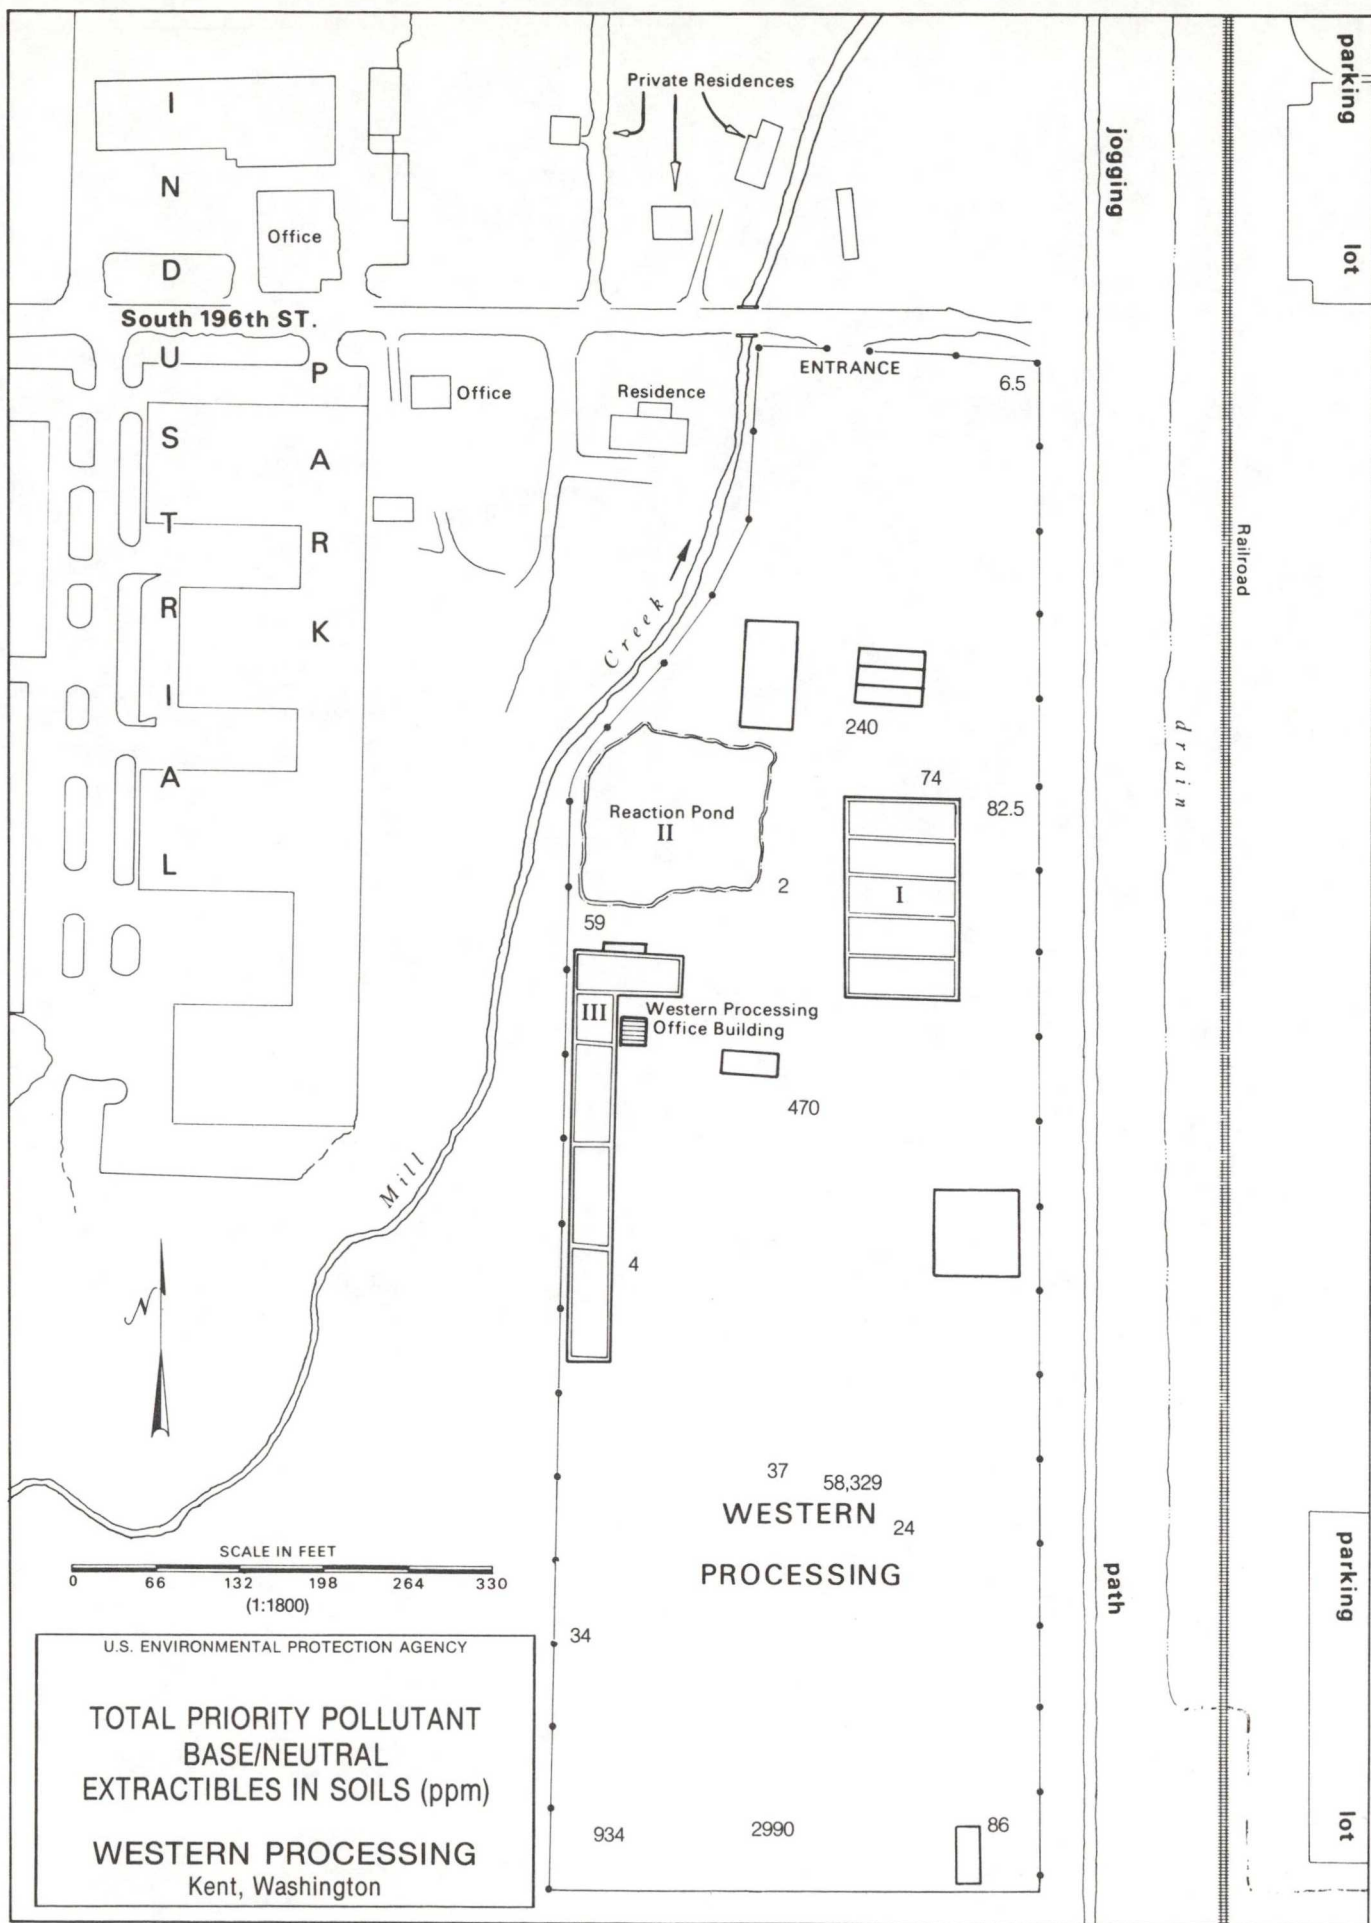 Private Residences
parking
lot
jogging
INDUSTRIAL
PARK
Office
South 196th ST.
ENTRANCE
6.5
Office
Residence
Railroad
drain
Creek
240
74
82.5
Reaction Pond
II
I
2
59
III
Western Processing
Office Building
470
Mill
4
N
37
58,329
WESTERN
24
PROCESSING
path
parking
lot
SCALE IN FEET
0 66 132 198 264 330
(1:1800)
34
U.S. ENVIRONMENTAL PROTECTION AGENCY
TOTAL PRIORITY POLLUTANT
BASE/NEUTRAL
EXTRACTIBLES IN SOILS (ppm)
WESTERN PROCESSING
Kent, Washington
934
2990
86